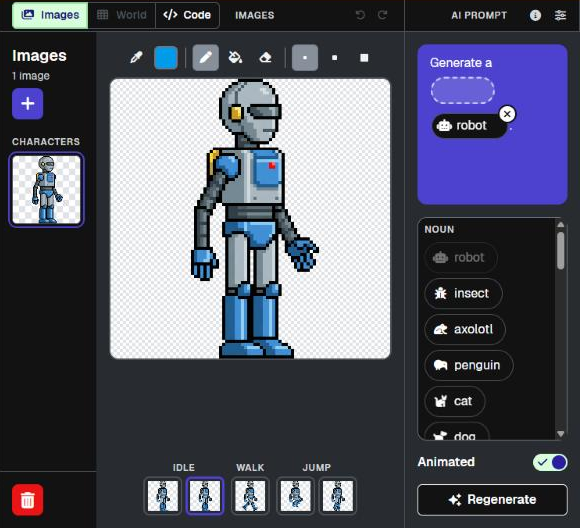 Images
World
Code
IMAGES
AI PROMPT
Images
1 image
CHARACTERS
Generate a
robot .
NOUN
robot
insect
axolotl
penguin
cat
dog
IDLE
WALK
JUMP
Animated
Regenerate